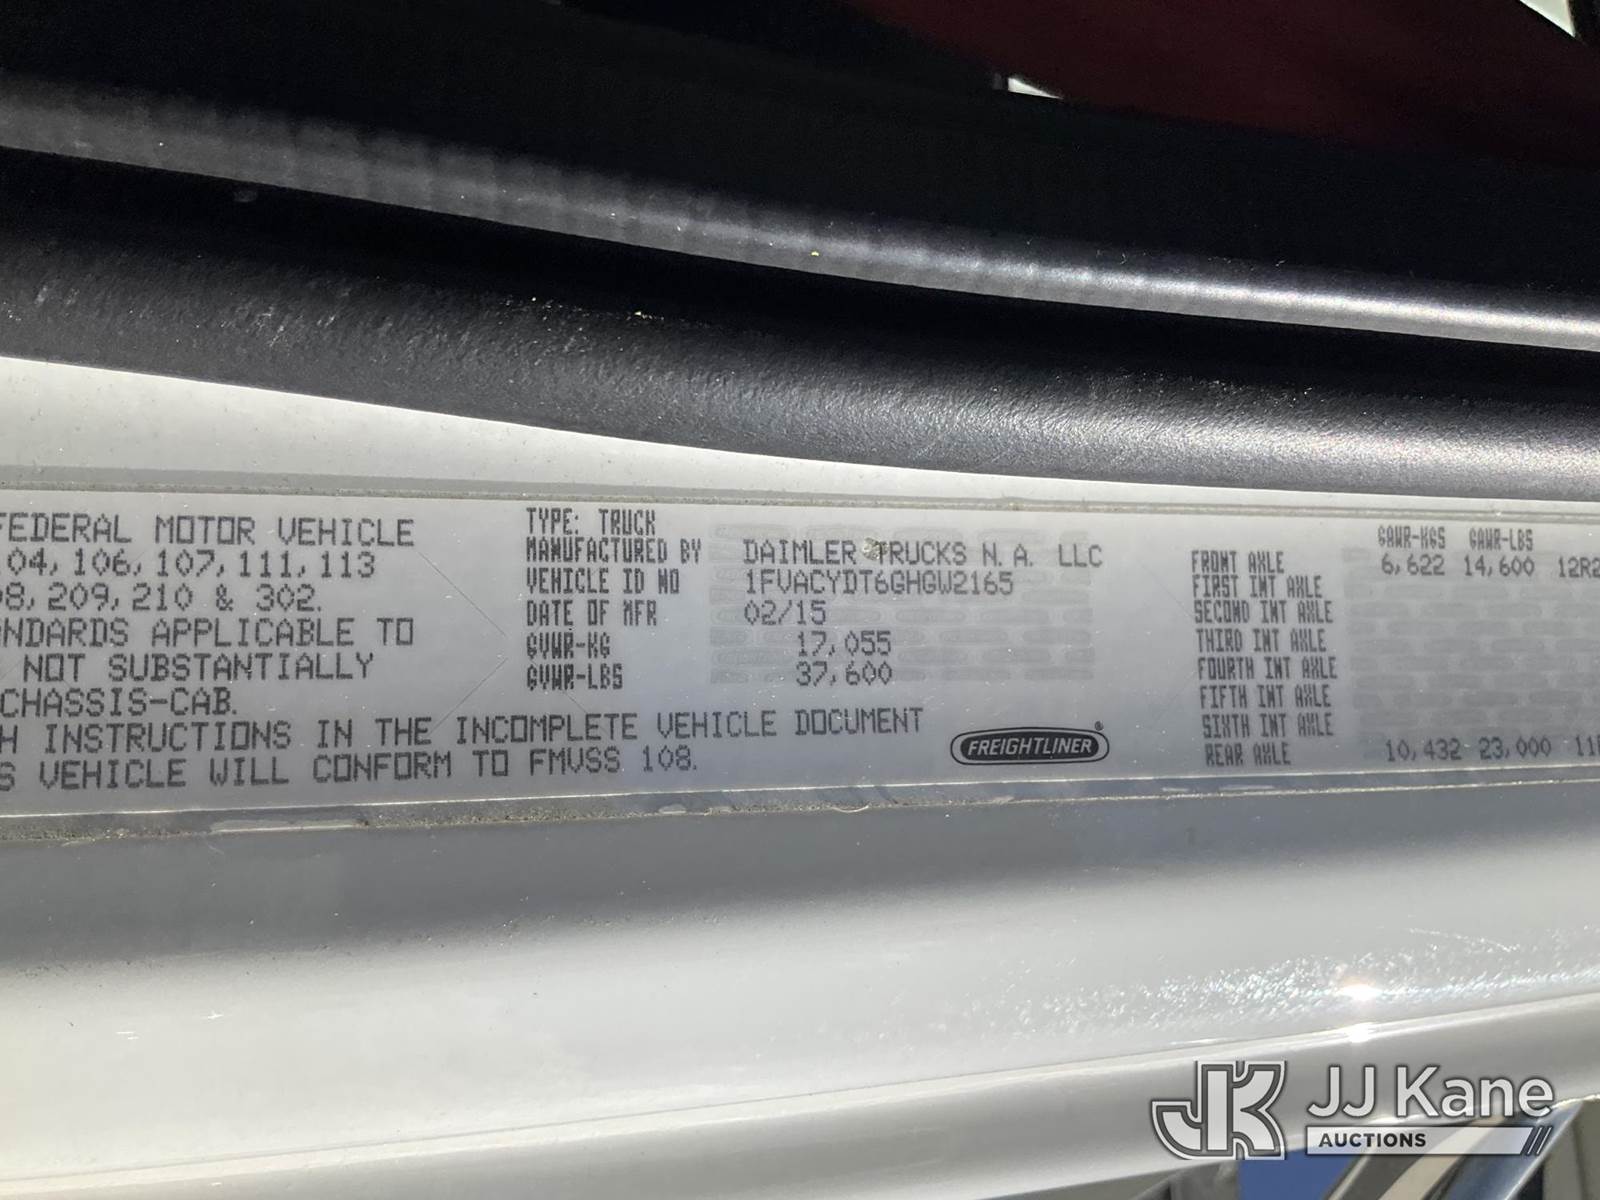 FEDERAL MOTOR VEHICLE
04, 106, 107, 111, 113
08, 209, 210 & 302.
NDARDS APPLICABLE TO
NOT SUBSTANTIALLY
CHASSIS-CAB.
H INSTRUCTIONS IN THE INCOMPLETE VEHICLE DOCUMENT
S VEHICLE WILL CONFORM TO FMVSS 108.
TYPE: TRUCK
MANUFACTURED BY DAIMLER TRUCKS N.A. LLC
VEHICLE ID NO 1FVACYDT6GHGW2165
DATE OF MFR 02/15
GVWR-KG 17,055
GVWR-LBS 37,600
FREIGHTLINER®
GAWR-KGS GAWR-LBS
FRONT AXLE 6,622 14,600 12R2
FIRST INT AXLE
SECOND INT AXLE
THIRD INT AXLE
FOURTH INT AXLE
FIFTH INT AXLE
SIXTH INT AXLE
REAR AXLE 10,432 23,000 11R
JK JJ Kane
AUCTIONS